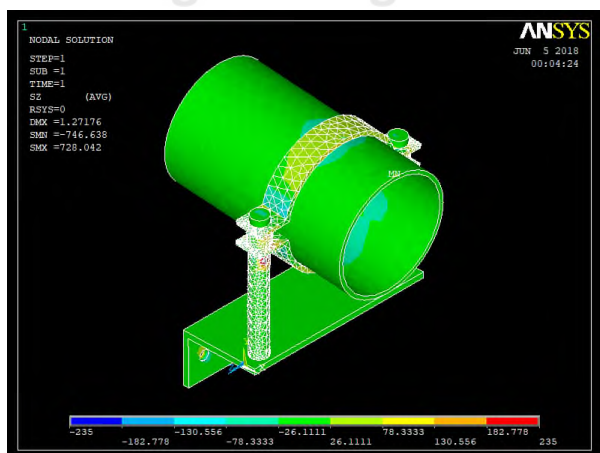 1
NODAL SOLUTION
STEP=1
SUB =1
TIME=1
SZ (AVG)
RSYS=0
DMX =1.27176
SMN =-746.638
SMX =728.042
ANSYS
JUN 5 2018
00:04:24
MN
X
-235 -130.556 -26.1111 78.3333 182.778
-182.778 -78.3333 26.1111 130.556 235